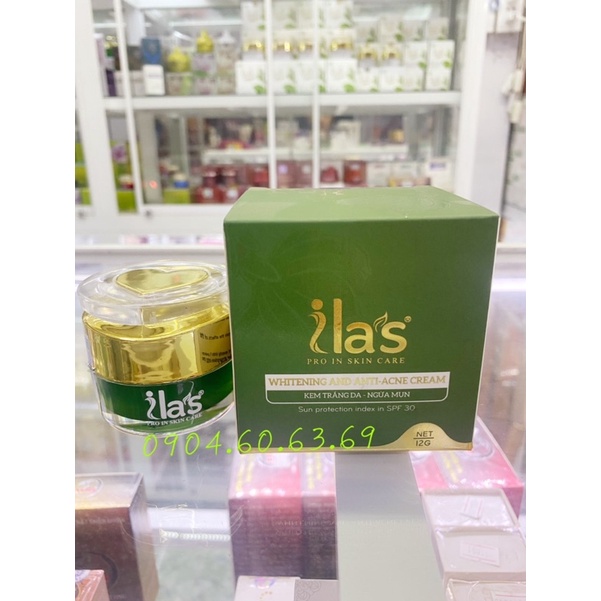 ilas®
PRO IN SKIN CARE
WHITENING AND ANTI-ACNE CREAM
KEM TRẮNG DA - NGỪA MỤN
Sun protection index in SPF 30
NET
12G
ilas
PRO IN SKIN CARE
0904.60.63.69